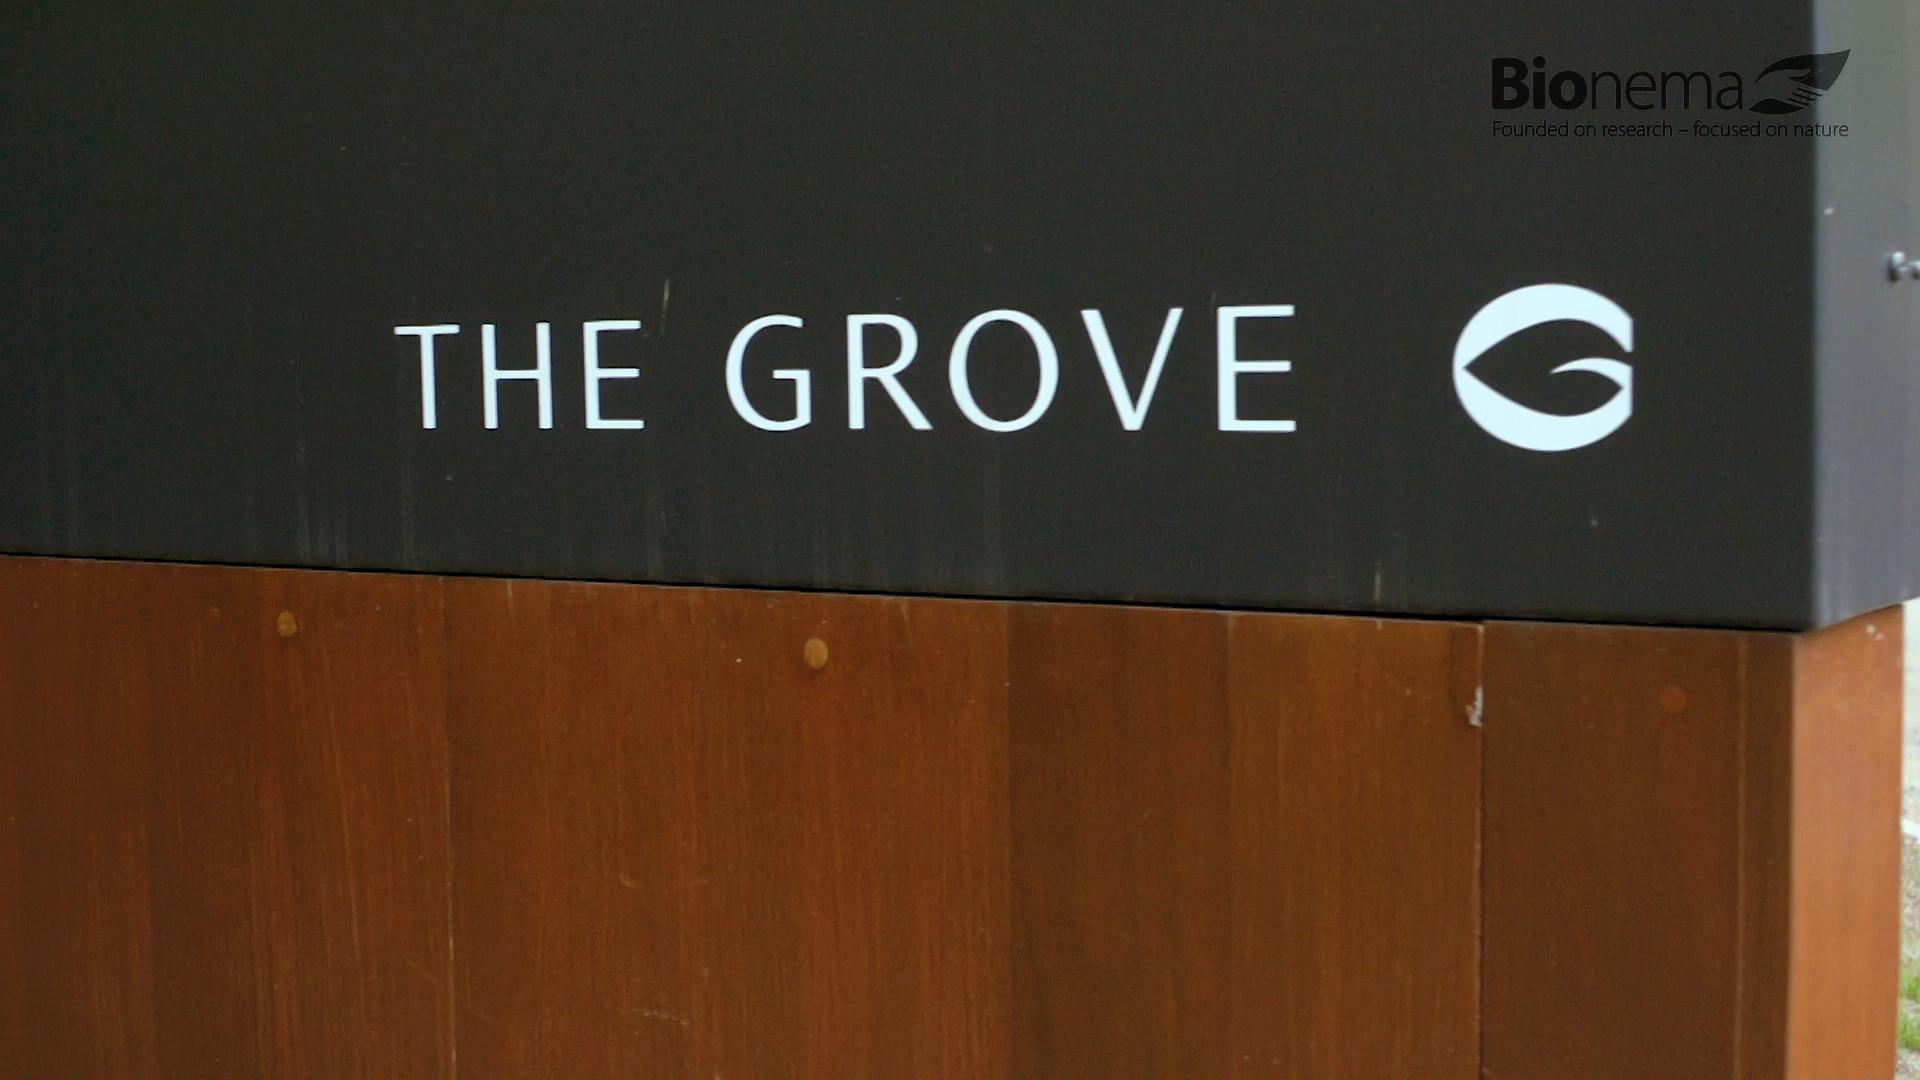 Bionema
Founded on research – focused on nature
THE GROVE